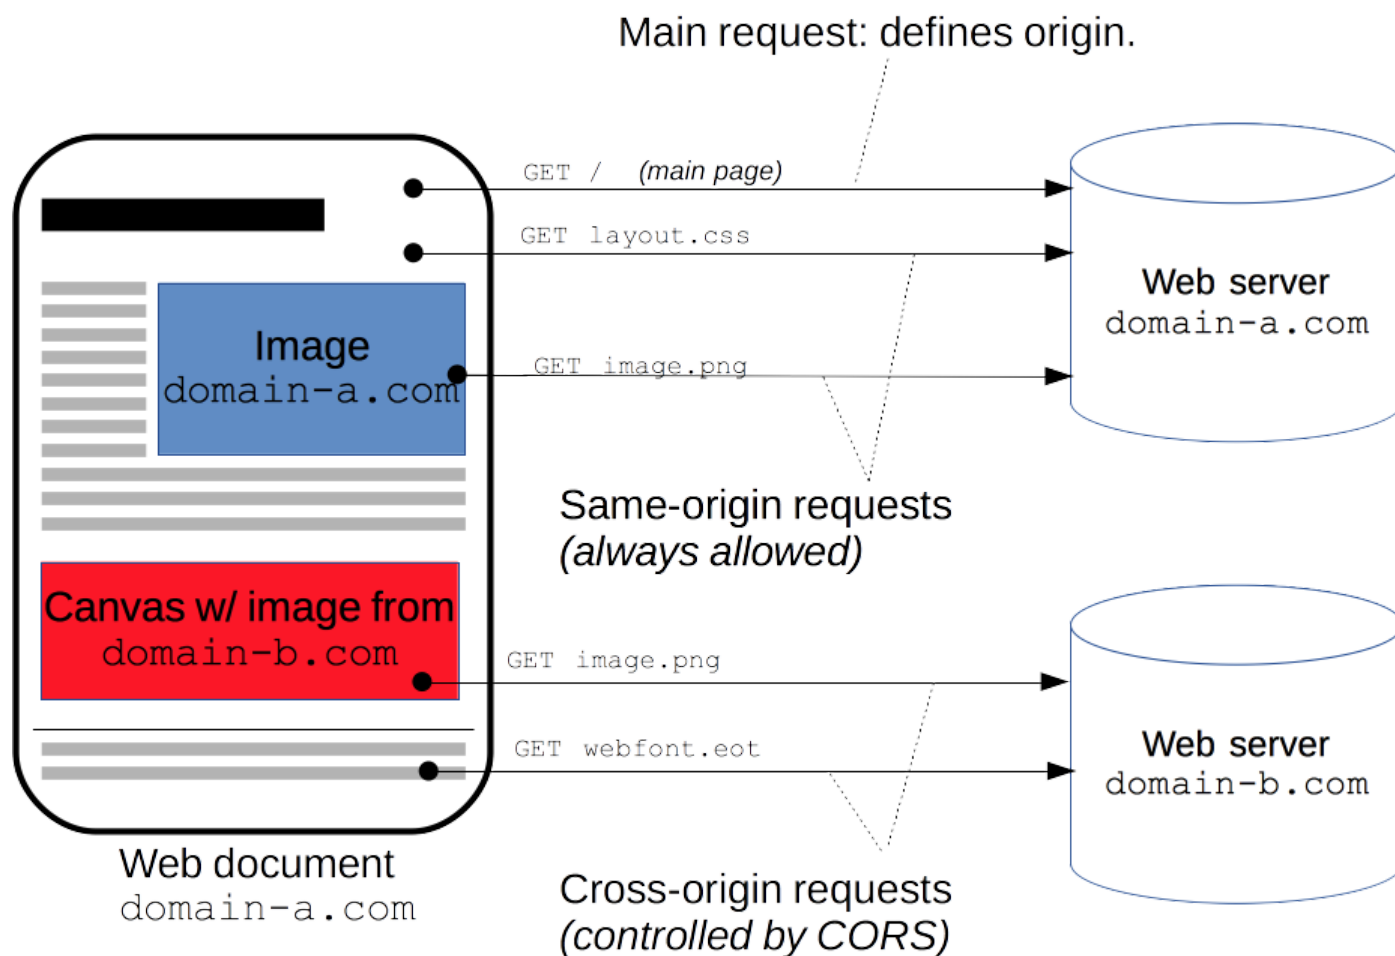 Main request: defines origin.
GET / (main page)
GET layout.css
Image
domain-a.com
GET image.png
Web server
domain-a.com
Same-origin requests
(always allowed)
Canvas w/ image from
domain-b.com
GET image.png
GET webfont.eot
Web server
domain-b.com
Web document
domain-a.com
Cross-origin requests
(controlled by CORS)